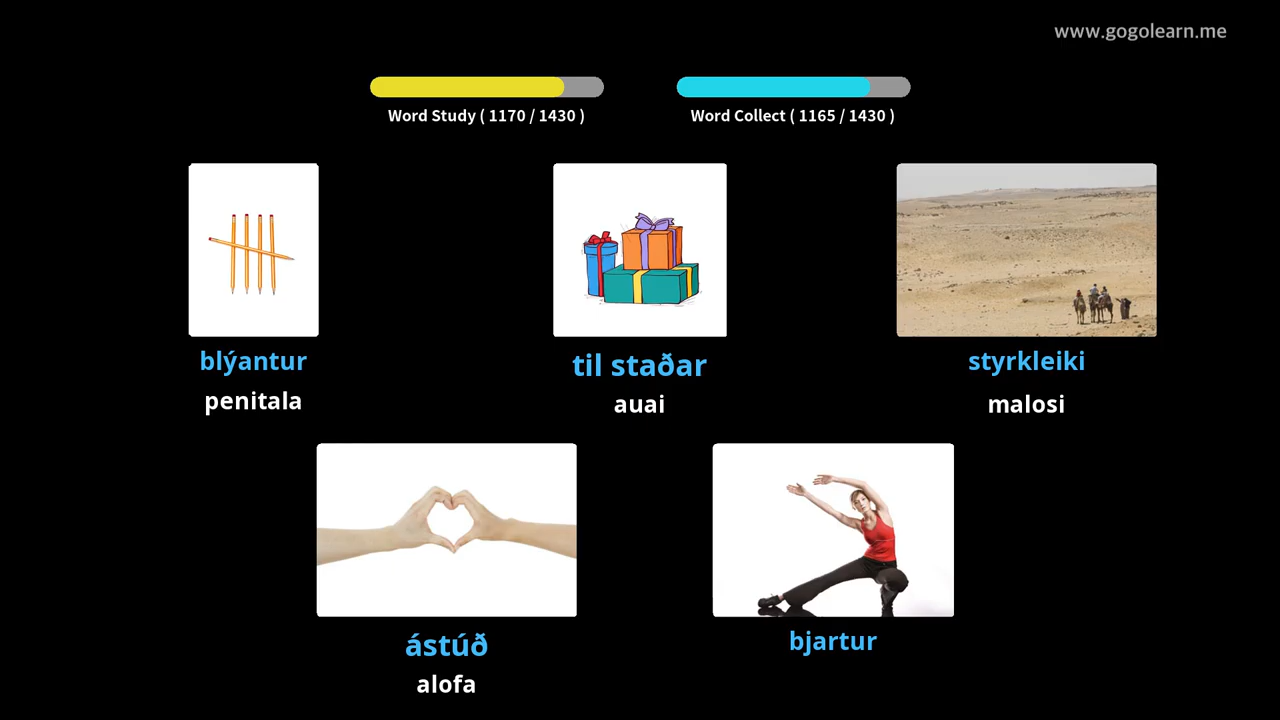 www.gogolearn.me
Word Study ( 1170 / 1430 )
Word Collect ( 1165 / 1430 )
blýantur
penitala
til staðar
auai
styrkleiki
malosi
ástúð
alofa
bjartur